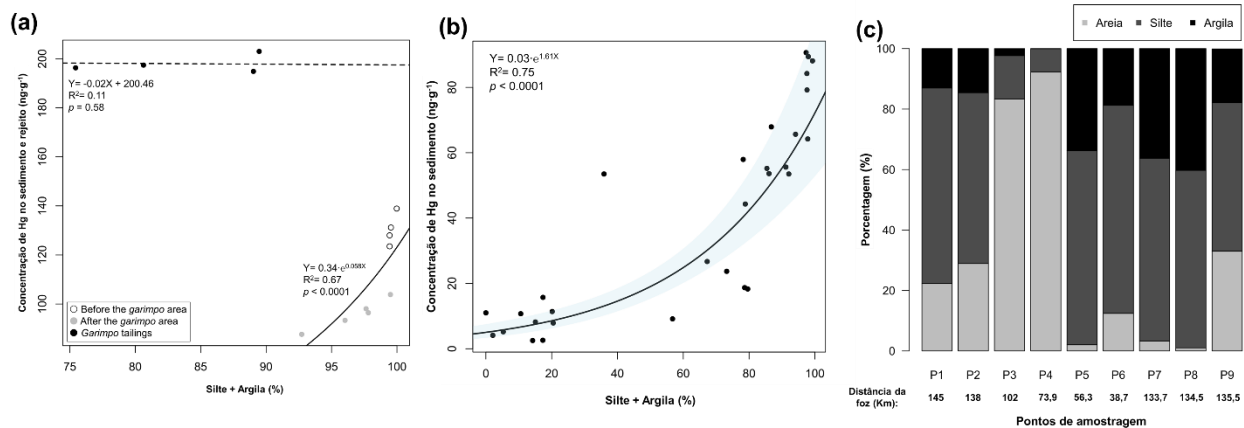 (a)
Concentração de Hg no sedimento e rejeito (ng·g⁻¹)
200
180
160
140
120
100
Y= -0.02X + 200.46
R²= 0.11
p = 0.58
Y= 0.34·e^0.058X
R²= 0.67
p < 0.0001
Before the garimpo area
After the garimpo area
Garimpo tailings
75 80 85 90 95 100
Silte + Argila (%)
(b)
Concentração de Hg no sedimento (ng·g⁻¹)
80
60
40
20
0
Y= 0.03·e^1.61X
R²= 0.75
p < 0.0001
0 20 40 60 80 100
Silte + Argila (%)
(c)
Areia Silte Argila
Porcentagem (%)
100
80
60
40
20
0
P1 P2 P3 P4 P5 P6 P7 P8 P9
Distância da
foz (Km):
145 138 102 73,9 56,3 38,7 133,7 134,5 135,5
Pontos de amostragem